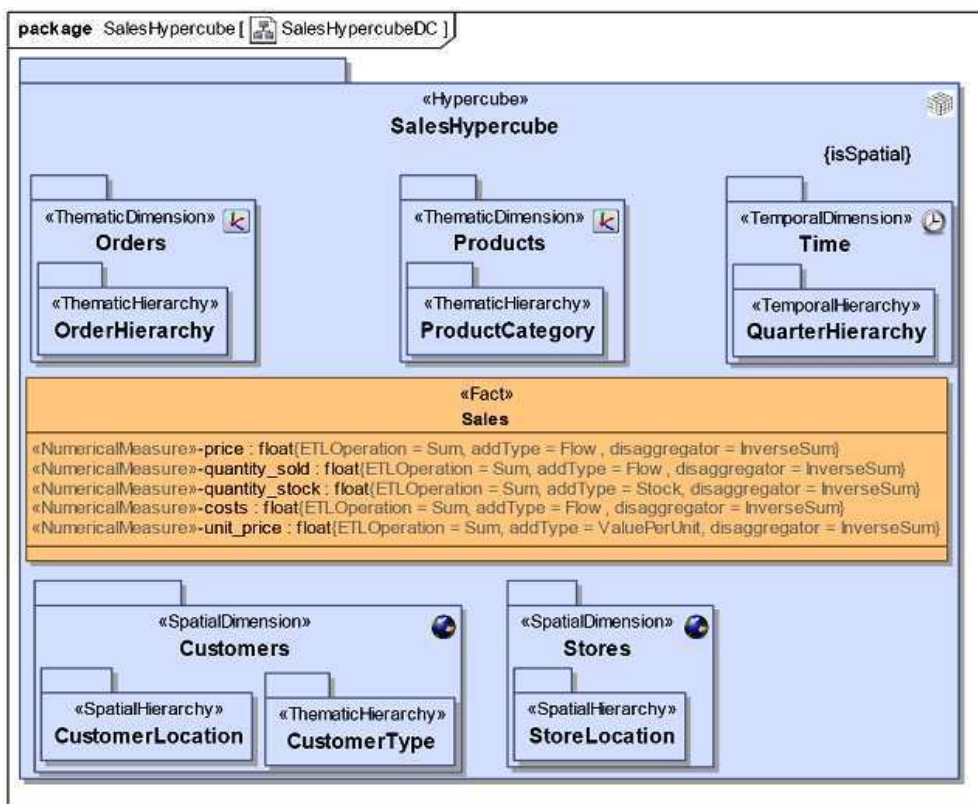 package SalesHypercube [ SalesHypercubeDC ]
«Hypercube»
SalesHypercube
{isSpatial}
«ThematicDimension»
Orders
«ThematicHierarchy»
OrderHierarchy
«ThematicDimension»
Products
«ThematicHierarchy»
ProductCategory
«TemporalDimension»
Time
«TemporalHierarchy»
QuarterHierarchy
«Fact»
Sales
«NumericalMeasure»-price : float{ETLOperation = Sum, addType = Flow , disaggregator = InverseSum}
«NumericalMeasure»-quantity_sold : float{ETLOperation = Sum, addType = Flow , disaggregator = InverseSum}
«NumericalMeasure»-quantity_stock : float{ETLOperation = Sum, addType = Stock, disaggregator = InverseSum}
«NumericalMeasure»-costs : float{ETLOperation = Sum, addType = Flow , disaggregator = InverseSum}
«NumericalMeasure»-unit_price : float{ETLOperation = Sum, addType = ValuePerUnit, disaggregator = InverseSum}
«SpatialDimension»
Customers
«SpatialHierarchy»
CustomerLocation
«ThematicHierarchy»
CustomerType
«SpatialDimension»
Stores
«SpatialHierarchy»
StoreLocation